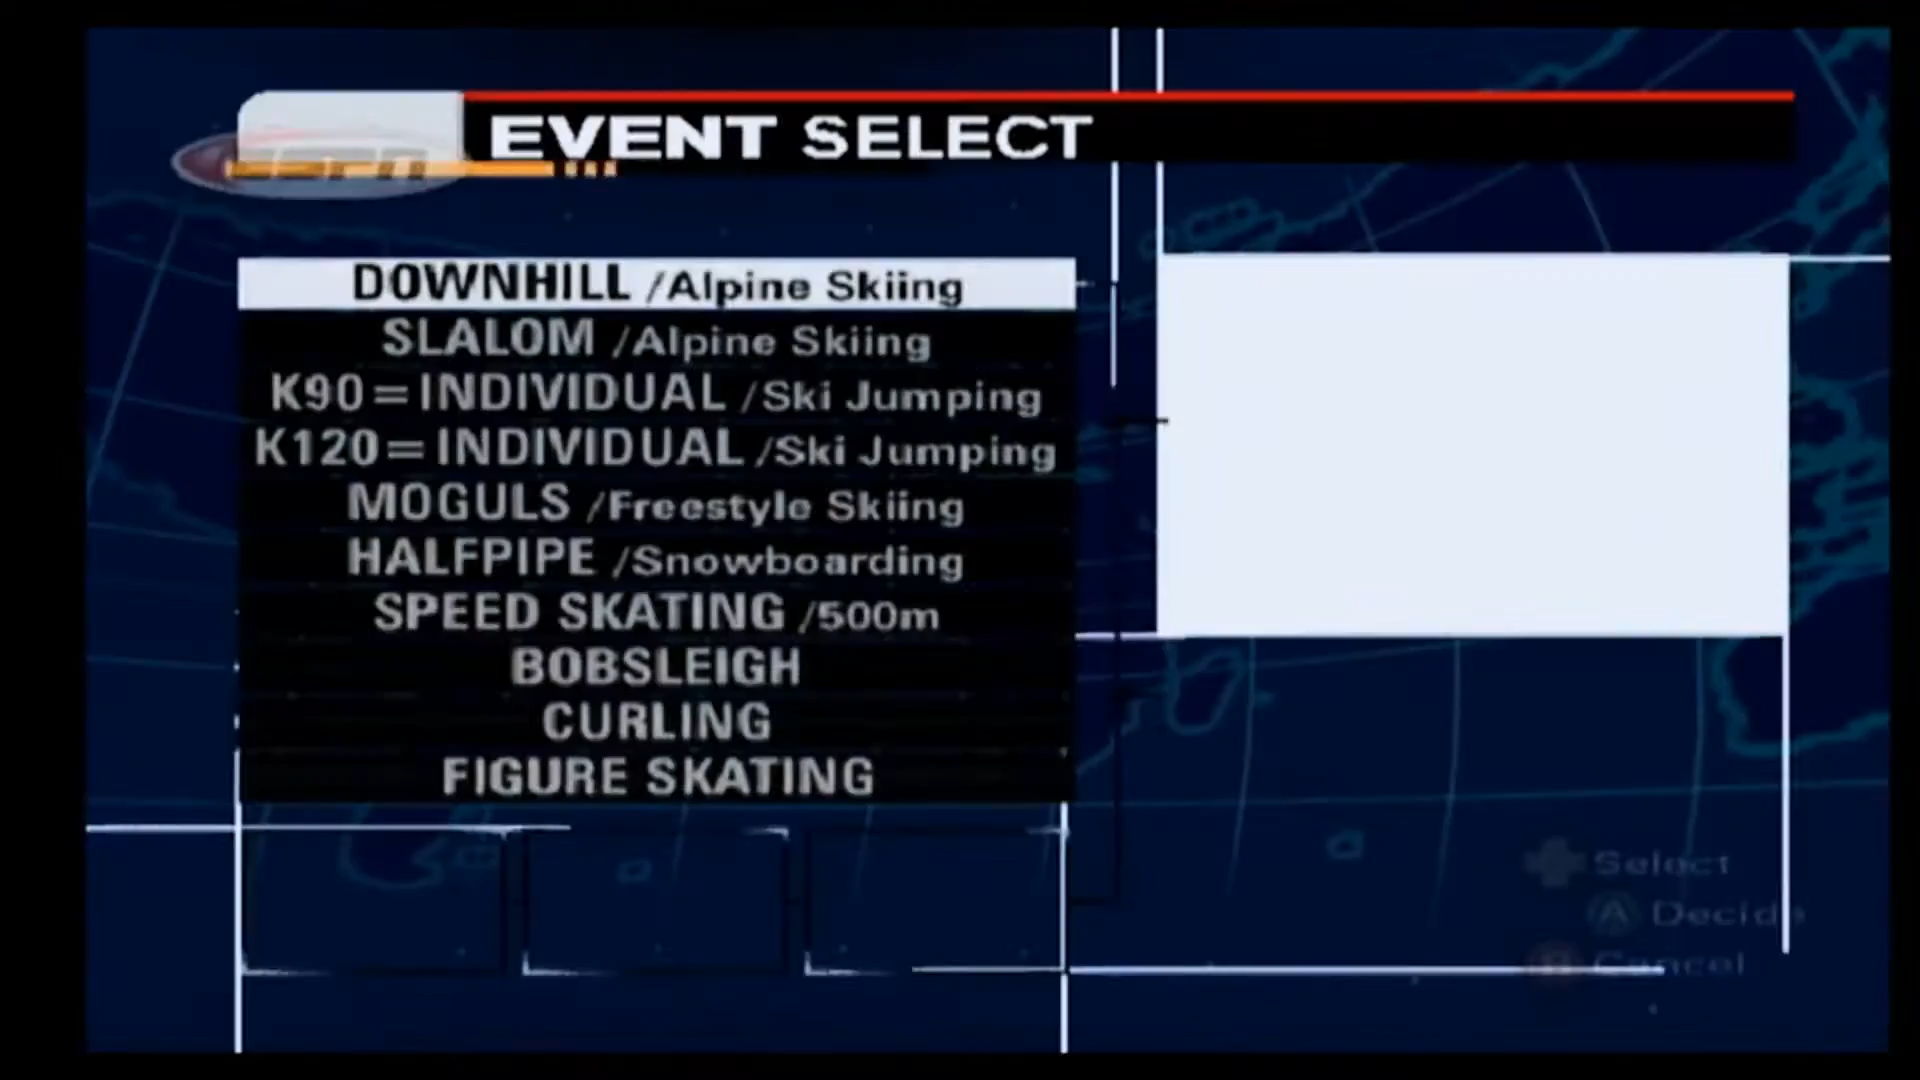 ESPN
EVENT SELECT
DOWNHILL /Alpine Skiing
SLALOM /Alpine Skiing
K90=INDIVIDUAL /Ski Jumping
K120=INDIVIDUAL /Ski Jumping
MOGULS /Freestyle Skiing
HALFPIPE /Snowboarding
SPEED SKATING /500m
BOBSLEIGH
CURLING
FIGURE SKATING
Select
A Decide
B Cancel